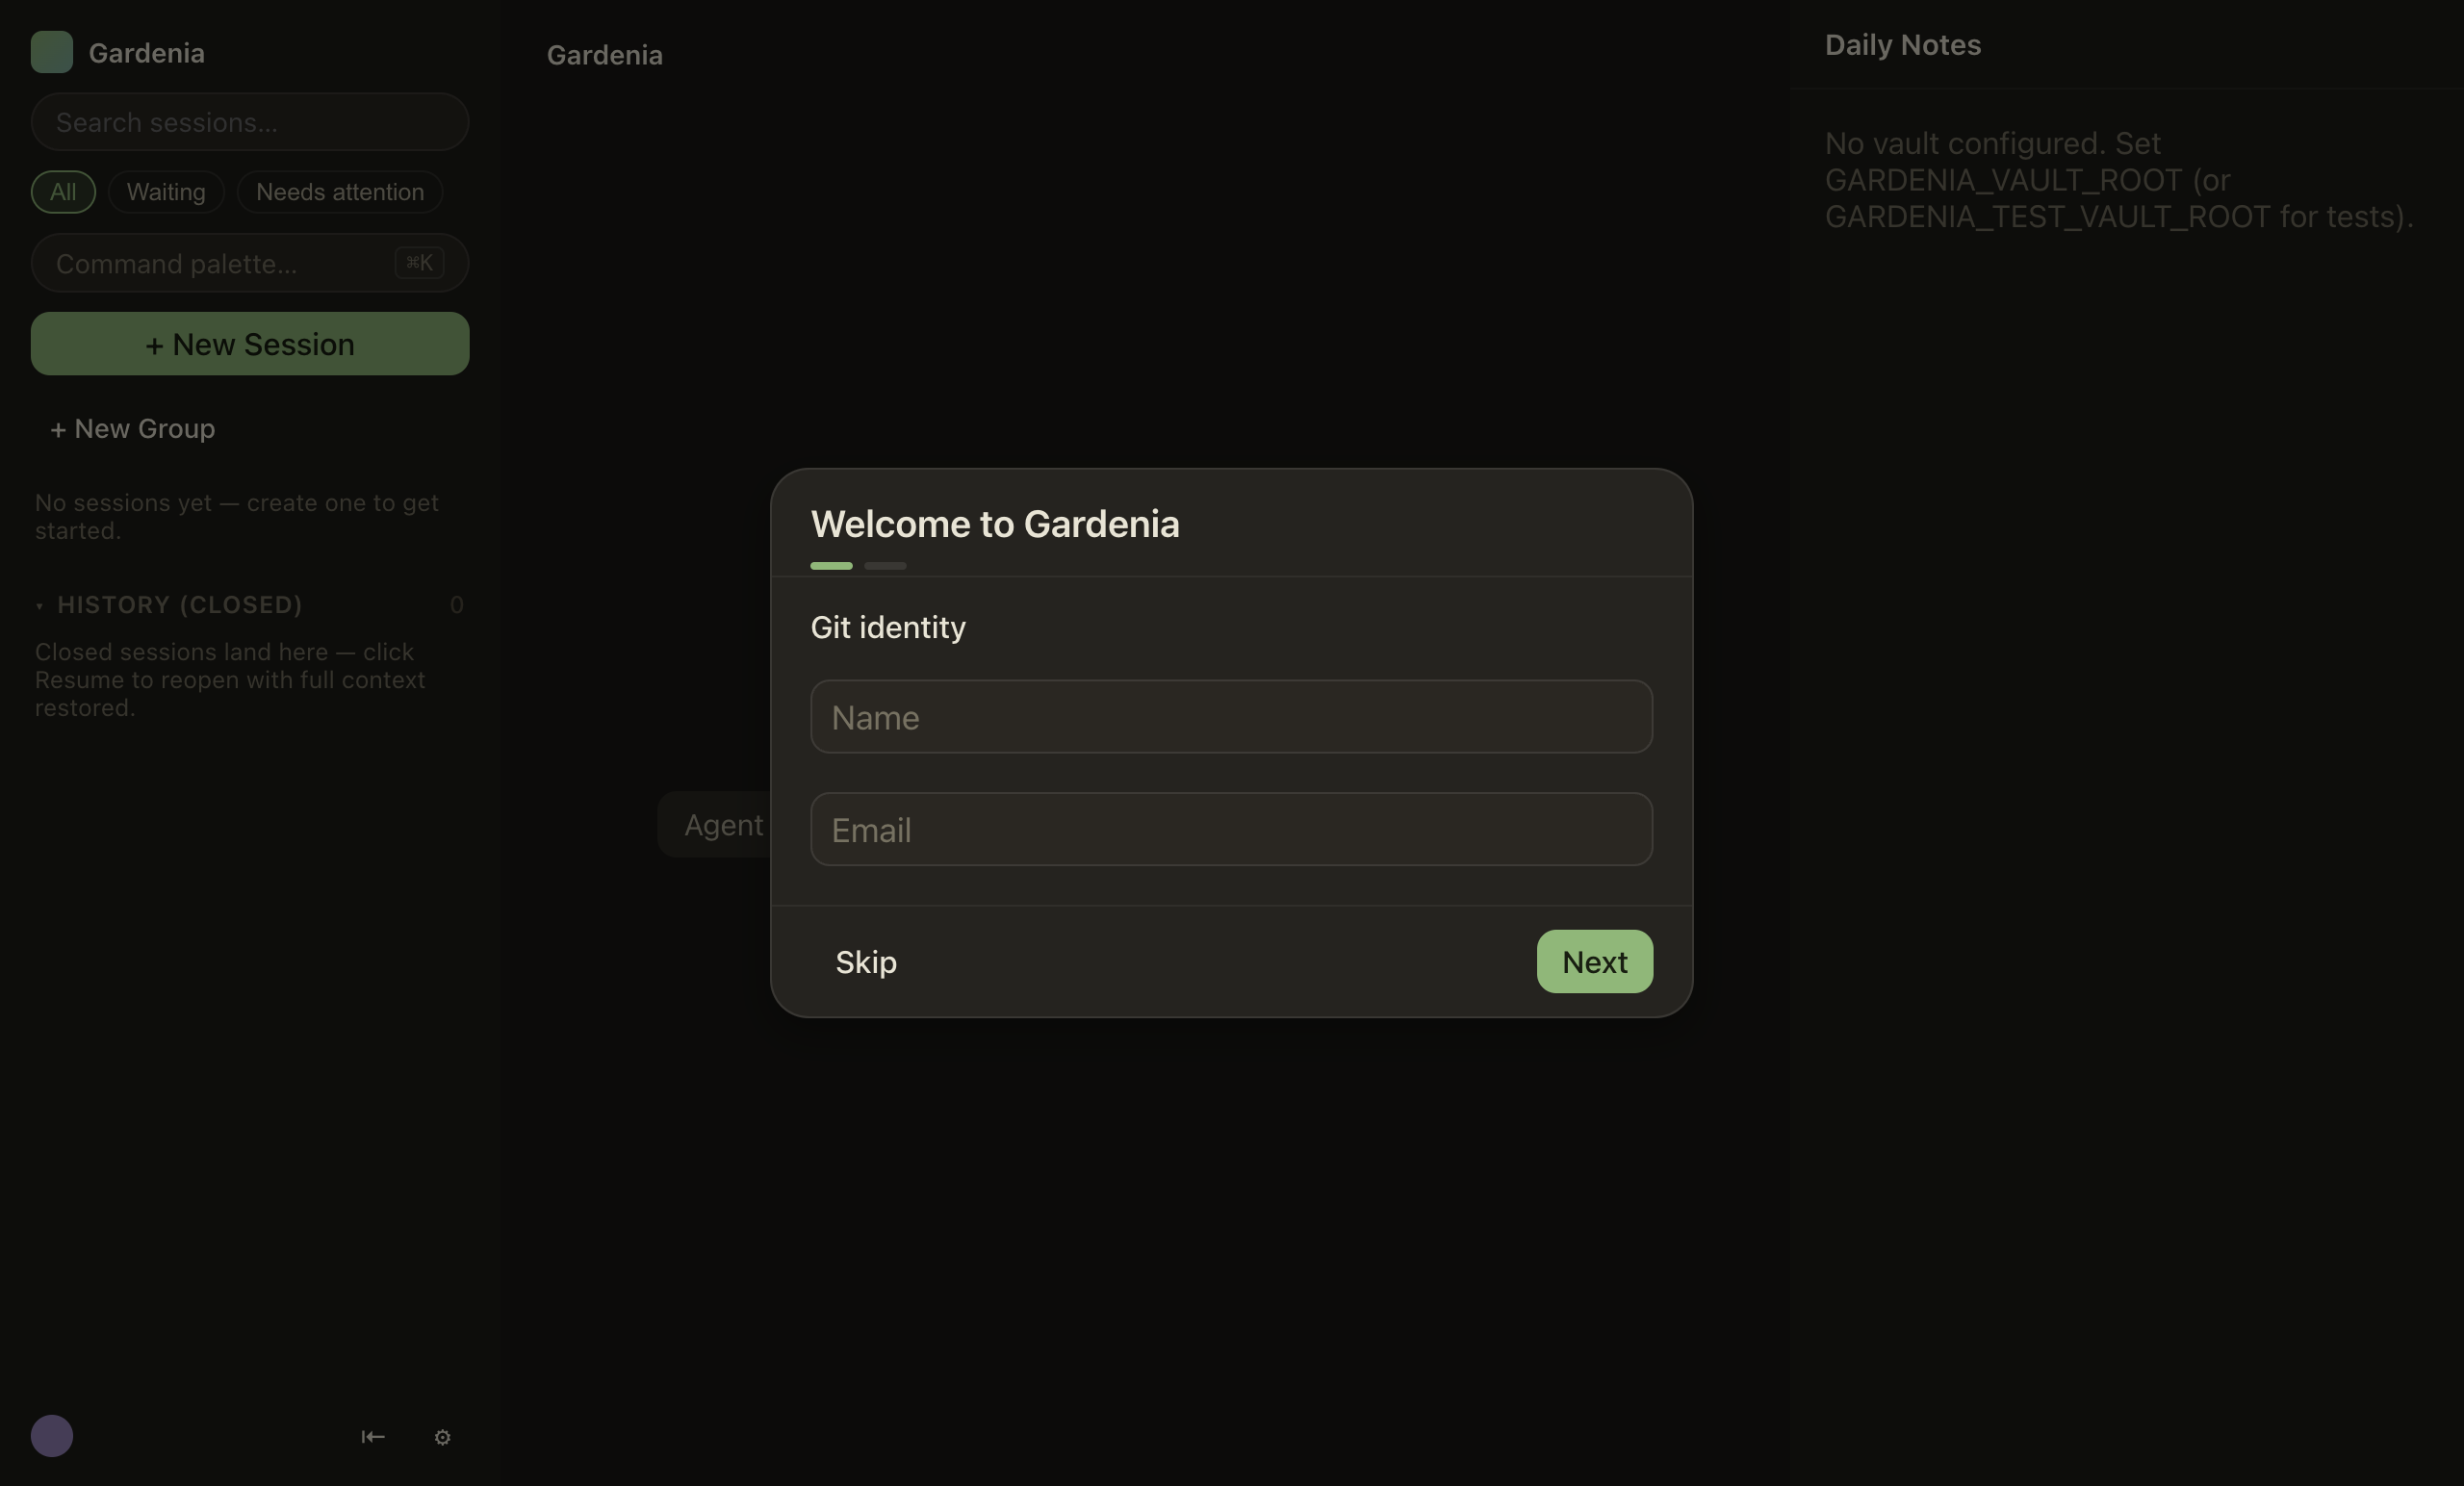 Gardenia
Search sessions...
All
Waiting
Needs attention
Command palette...
⌘K
+ New Session
+ New Group
No sessions yet — create one to get
started.
▾ HISTORY (CLOSED)
0
Closed sessions land here — click
Resume to reopen with full context
restored.
Gardenia
Agent
Welcome to Gardenia
Git identity
Name
Email
Skip
Next
Daily Notes
No vault configured. Set
GARDENIA_VAULT_ROOT (or
GARDENIA_TEST_VAULT_ROOT for tests).